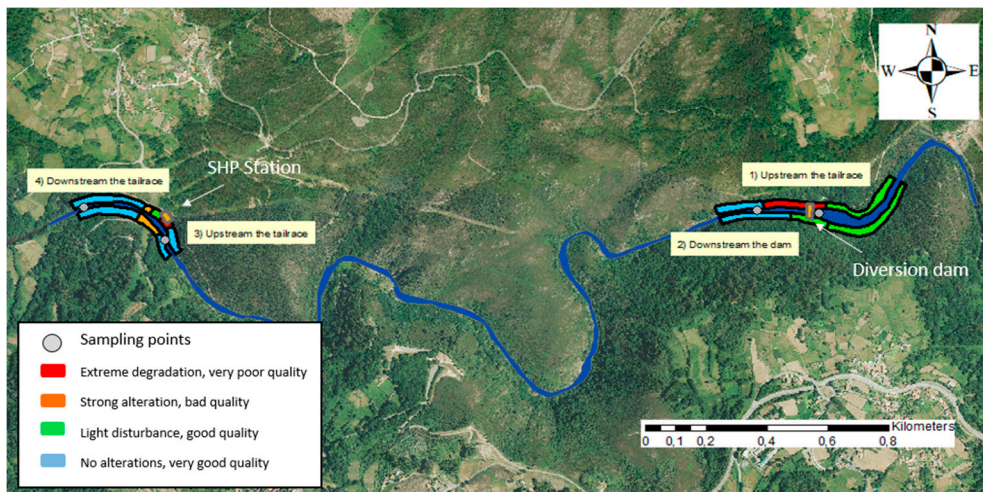 N
W E
S
1) Upstream the tailrace
SHP Station
4) Downstream the tailrace
3) Upstream the tailrace
2) Downstream the dam
Diversion dam
Sampling points
Extreme degradation, very poor quality
Strong alteration, bad quality
Light disturbance, good quality
No alterations, very good quality
Kilometers
0 0,1 0,2 0,4 0,6 0,8